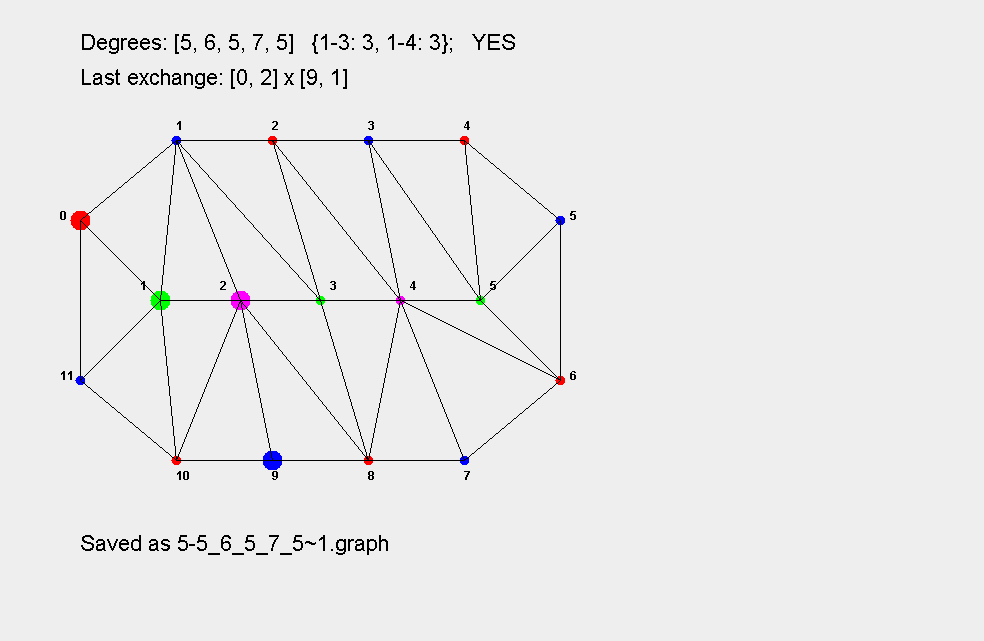 Degrees: [5, 6, 5, 7, 5]   {1-3: 3, 1-4: 3};   YES
Last exchange: [0, 2] x [9, 1]
1 2 3 4
0 5
1 2 3 4 5
11 6
10 9 8 7
Saved as 5-5_6_5_7_5~1.graph